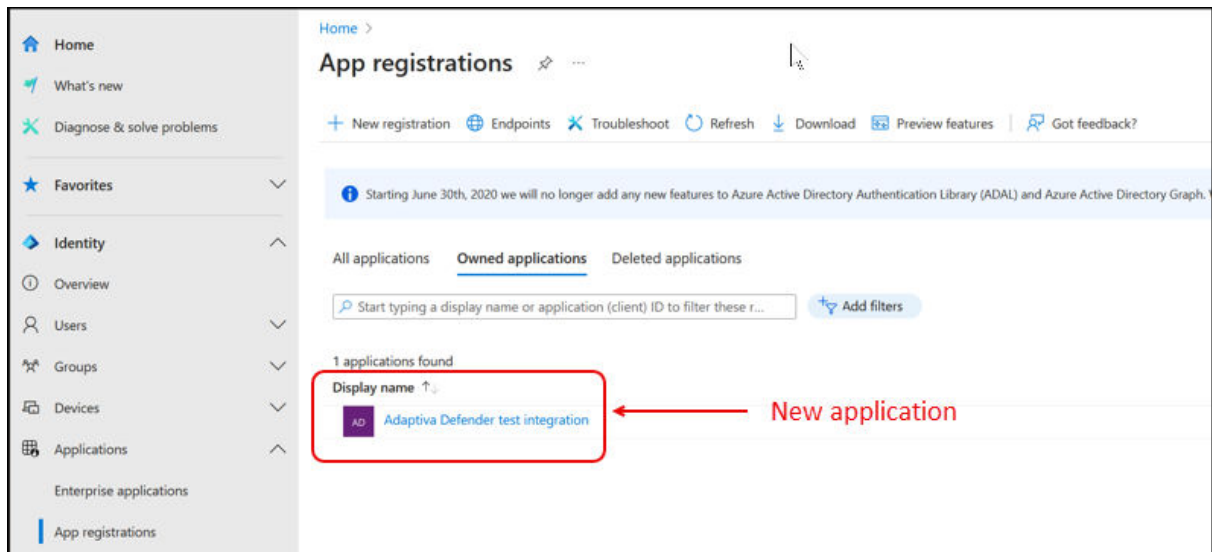 Home
What's new
Diagnose & solve problems
Favorites
Identity
Overview
Users
Groups
Devices
Applications
Enterprise applications
App registrations
Home >
App registrations
New registration Endpoints Troubleshoot Refresh Download Preview features Got feedback?
Starting June 30th, 2020 we will no longer add any new features to Azure Active Directory Authentication Library (ADAL) and Azure Active Directory Graph.
All applications Owned applications Deleted applications
Start typing a display name or application (client) ID to filter these r...
Add filters
1 applications found
Display name
AD Adaptiva Defender test integration
New application